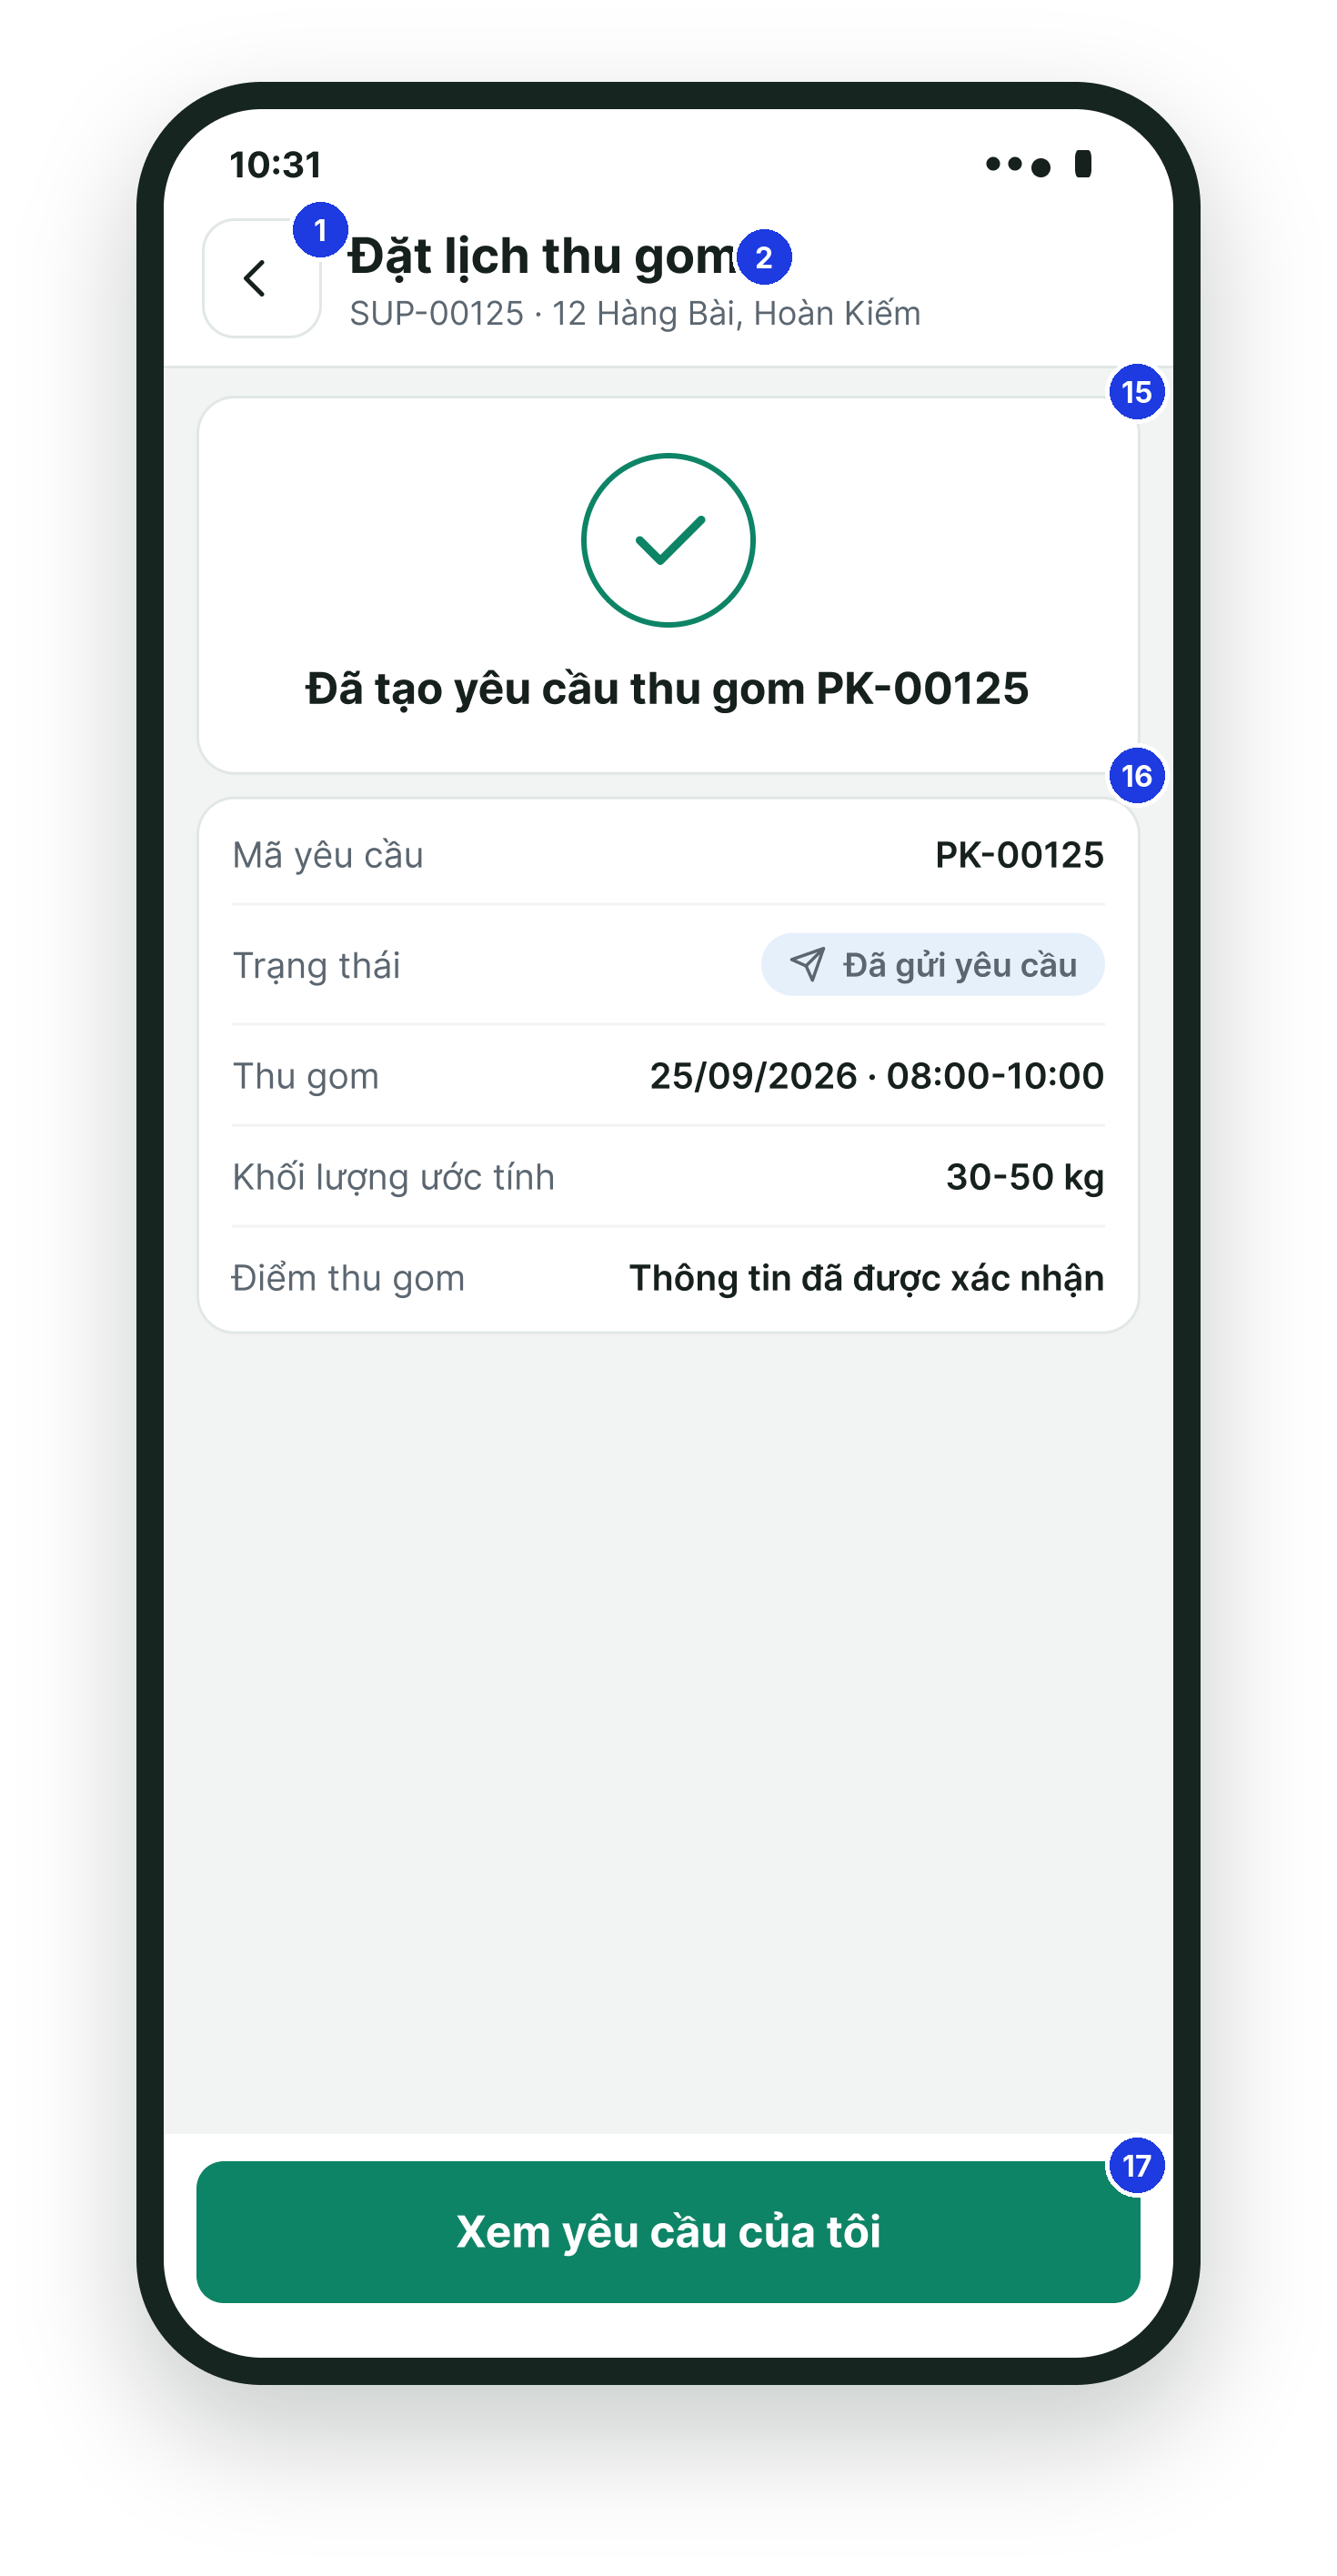 10:31
1
Đặt lịch thu gom
2
SUP-00125 · 12 Hàng Bài, Hoàn Kiếm
15
Đã tạo yêu cầu thu gom PK-00125
16
Mã yêu cầu PK-00125
Trạng thái Đã gửi yêu cầu
Thu gom 25/09/2026 · 08:00-10:00
Khối lượng ước tính 30-50 kg
Điểm thu gom Thông tin đã được xác nhận
17
Xem yêu cầu của tôi